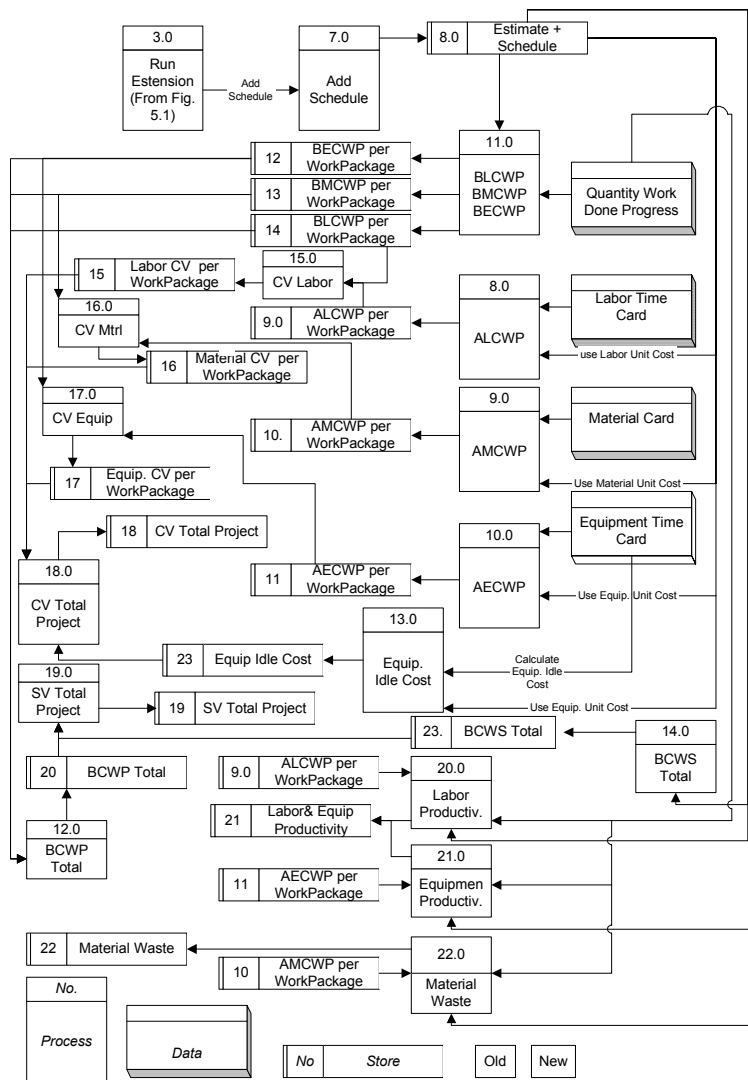 3.0
Run
Estension
(From Fig.
5.1)
Add
Schedule
7.0
Add
Schedule
8.0
Estimate +
Schedule
11.0
BLCWP
BMCWP
BECWP
Quantity Work
Done Progress
12
BECWP per
WorkPackage
13
BMCWP per
WorkPackage
14
BLCWP per
WorkPackage
15.0
CV Labor
15
Labor CV per
WorkPackage
16.0
CV Mtrl
9.0
ALCWP per
WorkPackage
8.0
ALCWP
Labor Time
Card
use Labor Unit Cost
16
Material CV per
WorkPackage
17.0
CV Equip
10.
AMCWP per
WorkPackage
9.0
AMCWP
Material Card
Use Material Unit Cost
17
Equip. CV per
WorkPackage
18
CV Total Project
18.0
CV Total
Project
11
AECWP per
WorkPackage
10.0
AECWP
Equipment Time
Card
Use Equip. Unit Cost
13.0
Equip.
Idle Cost
Calculate
Equip. Idle
Cost
Use Equip. Unit Cost
23
Equip Idle Cost
19.0
SV Total
Project
19
SV Total Project
23.
BCWS Total
14.0
BCWS
Total
20
BCWP Total
9.0
ALCWP per
WorkPackage
20.0
Labor
Productiv.
21
Labor& Equip
Productivity
12.0
BCWP
Total
21.0
Equipmen
Productiv.
11
AECWP per
WorkPackage
22
Material Waste
22.0
Material
Waste
10
AMCWP per
WorkPackage
No.
Process
Data
No
Store
Old
New